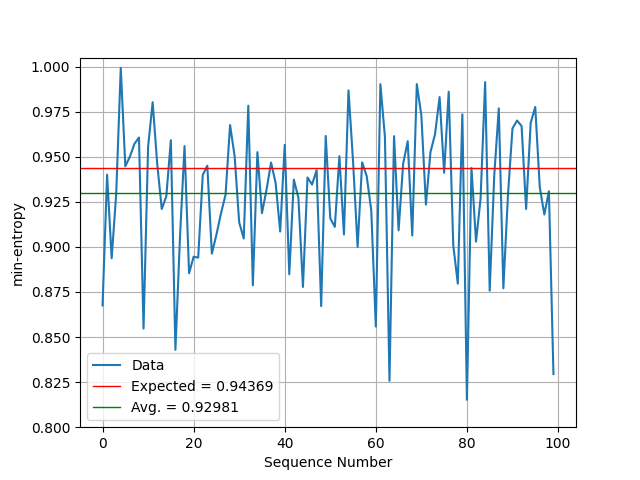 1.000
0.975
0.950
0.925
0.900
0.875
0.850
0.825
0.800
min-entropy
Data
Expected = 0.94369
Avg. = 0.92981
0 20 40 60 80 100
Sequence Number